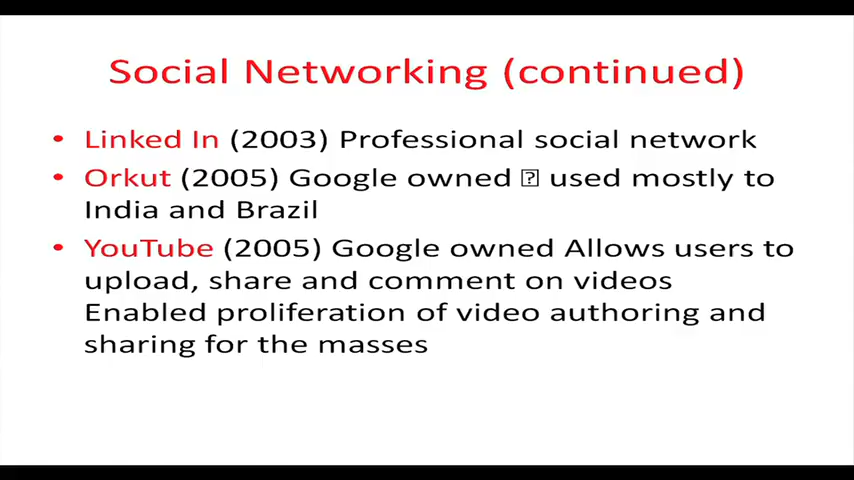 Social Networking (continued)
• Linked In (2003) Professional social network
• Orkut (2005) Google owned ⍰ used mostly to
India and Brazil
• YouTube (2005) Google owned Allows users to
upload, share and comment on videos
Enabled proliferation of video authoring and
sharing for the masses